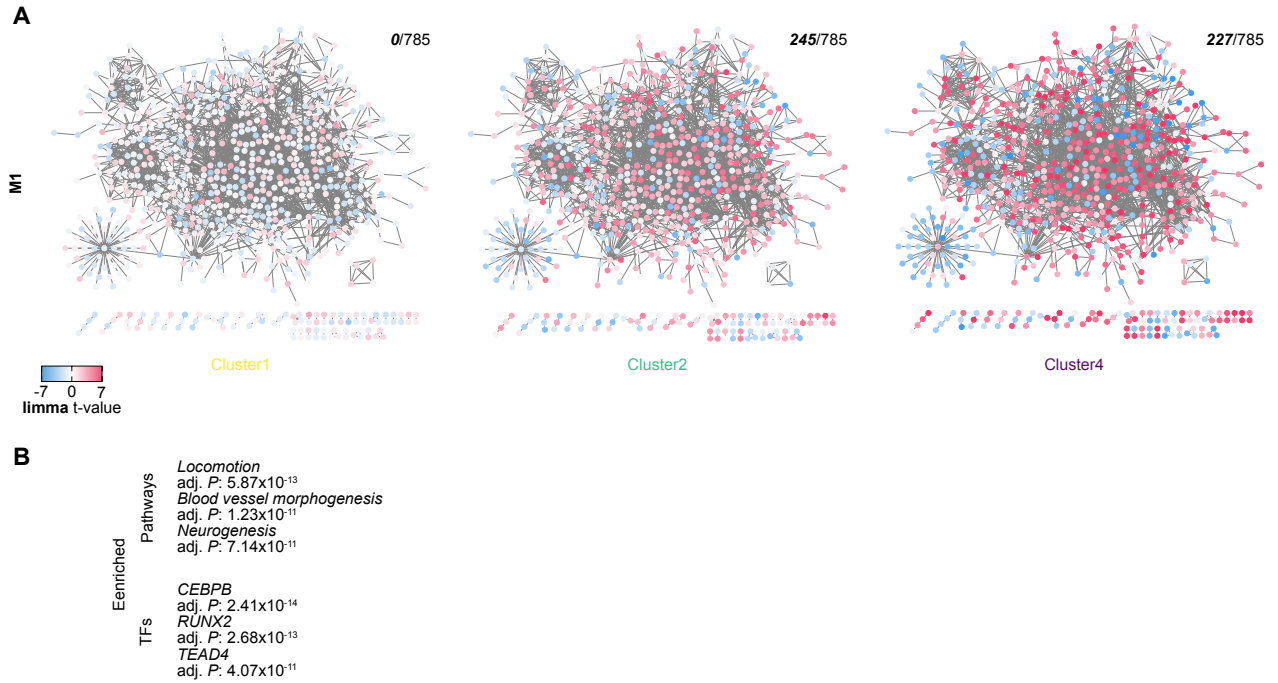 A
0/785
245/785
227/785
M1
Cluster1
Cluster2
Cluster4
-7 0 7
limma t-value
B
Eenriched
Pathways
Locomotion
adj. P: 5.87x10⁻¹³
Blood vessel morphogenesis
adj. P: 1.23x10⁻¹¹
Neurogenesis
adj. P: 7.14x10⁻¹¹
TFs
CEBPB
adj. P: 2.41x10⁻¹⁴
RUNX2
adj. P: 2.68x10⁻¹³
TEAD4
adj. P: 4.07x10⁻¹¹